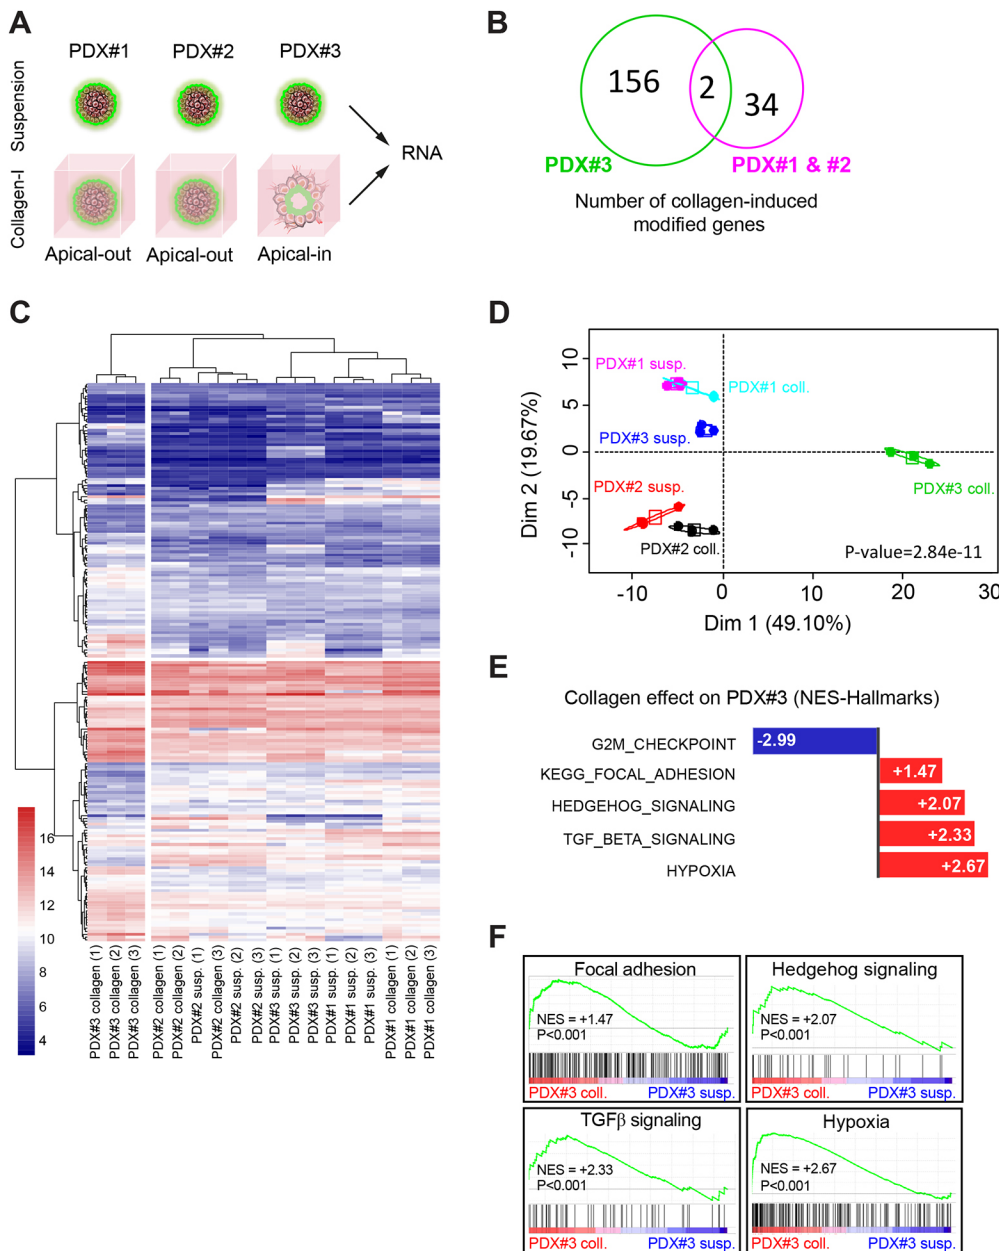 A
PDX#1 PDX#2 PDX#3
Suspension
Collagen-I
RNA
Apical-out Apical-out Apical-in
B
156 2 34
PDX#3 PDX#1 & #2
Number of collagen-induced
modified genes
C
16
14
12
10
8
6
4
PDX#3 collagen (1)
PDX#3 collagen (2)
PDX#3 collagen (3)
PDX#2 collagen (1)
PDX#2 collagen (2)
PDX#2 susp. (1)
PDX#2 collagen (3)
PDX#2 susp. (2)
PDX#2 susp. (3)
PDX#3 susp. (1)
PDX#3 susp. (2)
PDX#3 susp. (3)
PDX#1 susp. (1)
PDX#1 susp. (2)
PDX#1 susp. (3)
PDX#1 collagen (1)
PDX#1 collagen (2)
PDX#1 collagen (3)
D
Dim 2 (19.67%)
10
5
0
-5
-10
PDX#1 susp.
PDX#1 coll.
PDX#3 susp.
PDX#3 coll.
PDX#2 susp.
PDX#2 coll.
P-value=2.84e-11
-10 0 10 20 30
Dim 1 (49.10%)
E
Collagen effect on PDX#3 (NES-Hallmarks)
G2M_CHECKPOINT -2.99
KEGG_FOCAL_ADHESION +1.47
HEDGEHOG_SIGNALING +2.07
TGF_BETA_SIGNALING +2.33
HYPOXIA +2.67
F
Focal adhesion
NES = +1.47
P<0.001
PDX#3 coll. PDX#3 susp.
Hedgehog signaling
NES = +2.07
P<0.001
PDX#3 coll. PDX#3 susp.
TGFβ signaling
NES = +2.33
P<0.001
PDX#3 coll. PDX#3 susp.
Hypoxia
NES = +2.67
P<0.001
PDX#3 coll. PDX#3 susp.